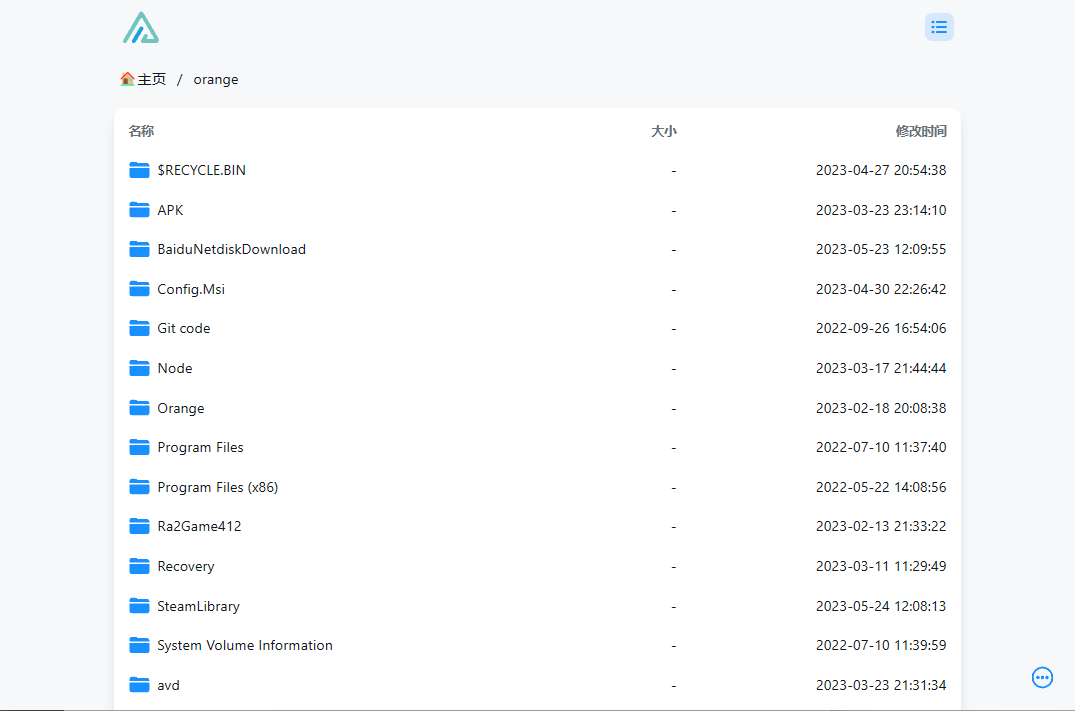 🏠主页 / orange
名称 大小 修改时间
$RECYCLE.BIN - 2023-04-27 20:54:38
APK - 2023-03-23 23:14:10
BaiduNetdiskDownload - 2023-05-23 12:09:55
Config.Msi - 2023-04-30 22:26:42
Git code - 2022-09-26 16:54:06
Node - 2023-03-17 21:44:44
Orange - 2023-02-18 20:08:38
Program Files - 2022-07-10 11:37:40
Program Files (x86) - 2022-05-22 14:08:56
Ra2Game412 - 2023-02-13 21:33:22
Recovery - 2023-03-11 11:29:49
SteamLibrary - 2023-05-24 12:08:13
System Volume Information - 2022-07-10 11:39:59
avd - 2023-03-23 21:31:34